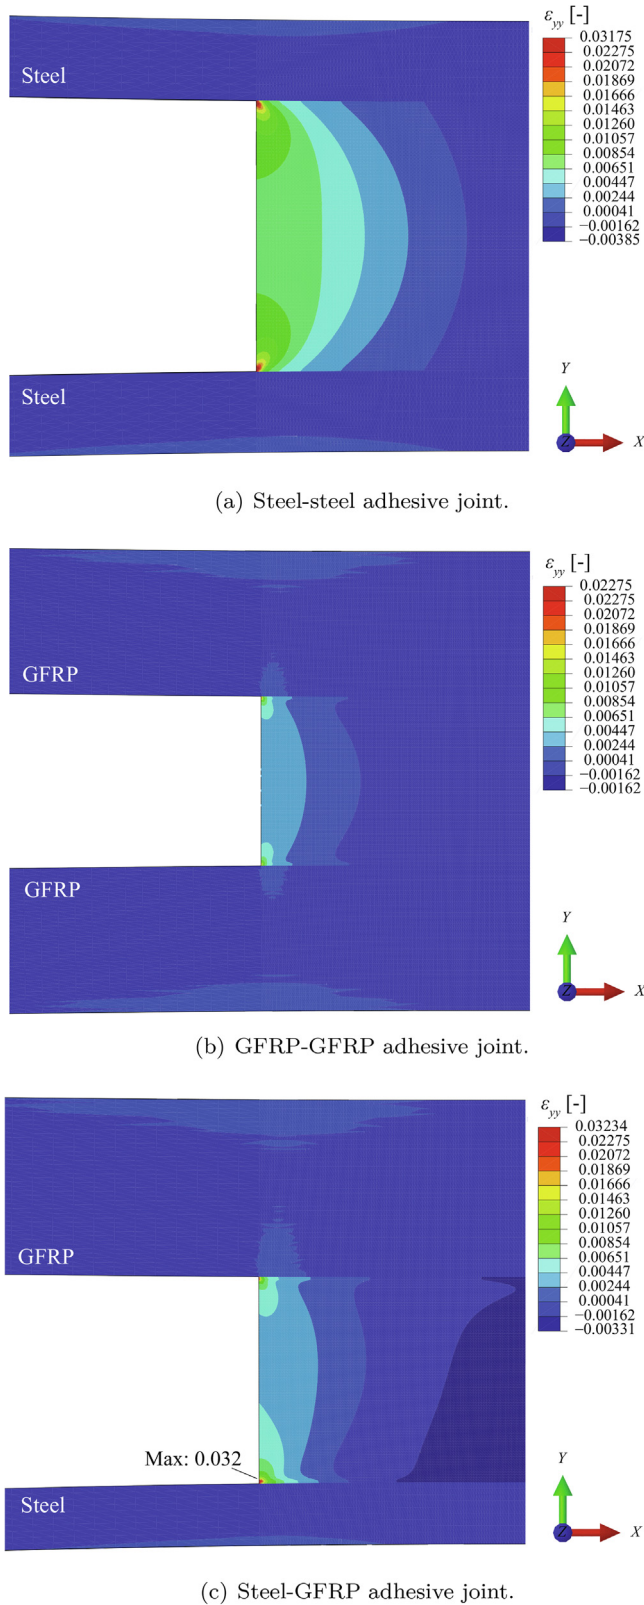 εyy [-]
0.03175
0.02275
0.02072
0.01869
0.01666
0.01463
0.01260
0.01057
0.00854
0.00651
0.00447
0.00244
0.00041
−0.00162
−0.00385
Steel
Steel
Y
Z
X
(a) Steel-steel adhesive joint.
εyy [-]
0.02275
0.02275
0.02072
0.01869
0.01666
0.01463
0.01260
0.01057
0.00854
0.00651
0.00447
0.00244
0.00041
−0.00162
−0.00162
GFRP
GFRP
Y
Z
X
(b) GFRP-GFRP adhesive joint.
εyy [-]
0.03234
0.02275
0.02072
0.01869
0.01666
0.01463
0.01260
0.01057
0.00854
0.00651
0.00447
0.00244
0.00041
−0.00162
−0.00331
GFRP
Max: 0.032
Steel
Y
Z
X
(c) Steel-GFRP adhesive joint.